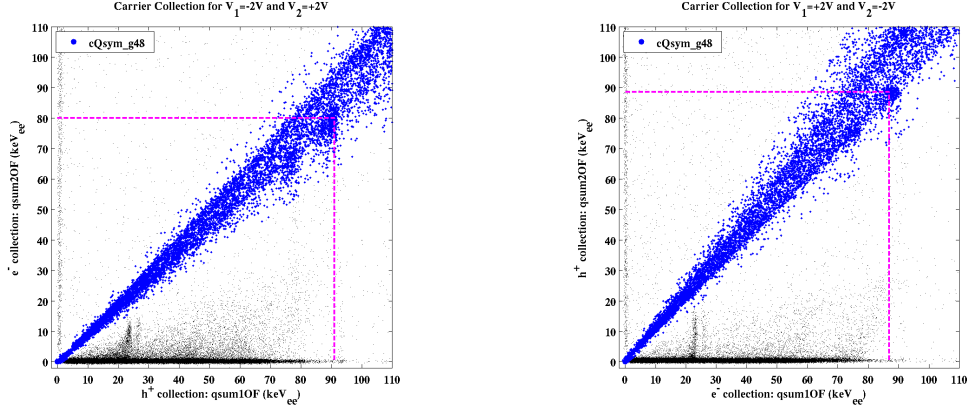 Carrier Collection for V1=-2V and V2=+2V
cQsym_g48
e- collection: qsum2OF (keVee)
110
100
90
80
70
60
50
40
30
20
10
0
0 10 20 30 40 50 60 70 80 90 100 110
h+ collection: qsum1OF (keVee)
Carrier Collection for V1=+2V and V2=-2V
cQsym_g48
h+ collection: qsum2OF (keVee)
110
100
90
80
70
60
50
40
30
20
10
0
0 10 20 30 40 50 60 70 80 90 100 110
e- collection: qsum1OF (keVee)